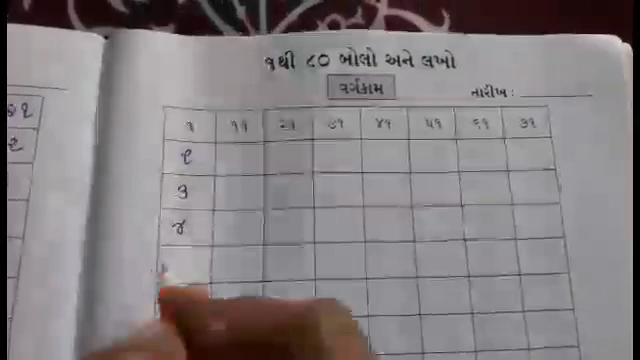 ૧થી ૮૦ બોલો અને લખો
વર્ગકામ
તારીખ :
૧ ૧૧ ૨૧ ૩૧ ૪૧ ૫૧ ૬૧ ૭૧
૨
૩
૪